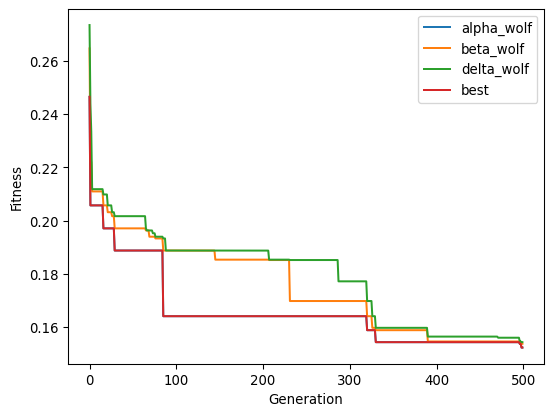 alpha_wolf
beta_wolf
delta_wolf
best
Fitness
0.26
0.24
0.22
0.20
0.18
0.16
0 100 200 300 400 500
Generation